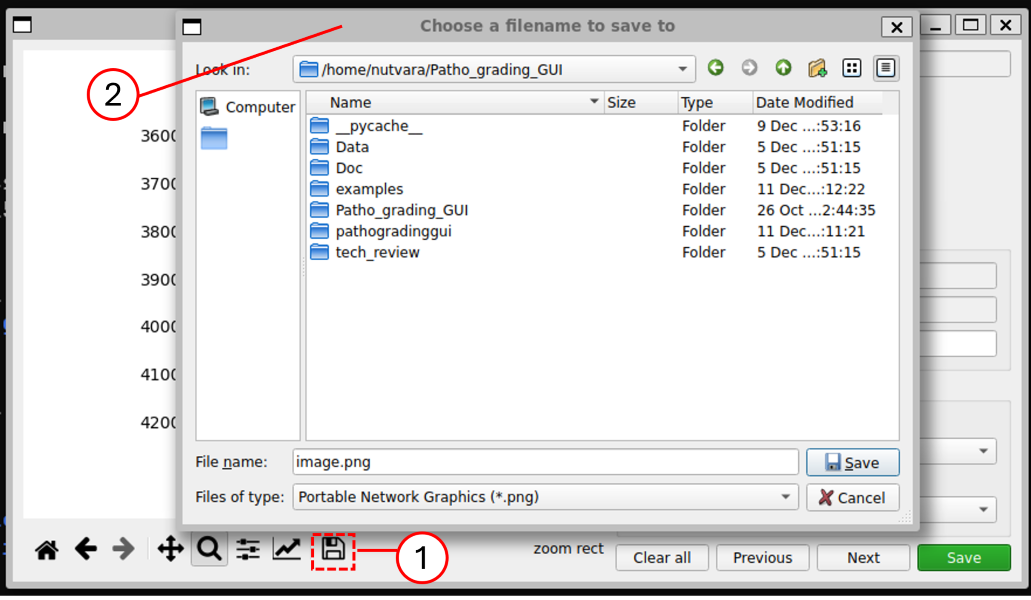 Choose a filename to save to
2
Look in: /home/nutvara/Patho_grading_GUI
Computer
Name Size Type Date Modified
__pycache__ Folder 9 Dec ...:53:16
Data Folder 5 Dec ...:51:15
Doc Folder 5 Dec ...:51:15
examples Folder 11 Dec...:12:22
Patho_grading_GUI Folder 26 Oct ...2:44:35
pathogradinggui Folder 11 Dec...:11:21
tech_review Folder 5 Dec ...:51:15
3600
3700
3800
3900
4000
4100
4200
File name: image.png Save
Files of type: Portable Network Graphics (*.png) Cancel
1
zoom rect
Clear all Previous Next Save